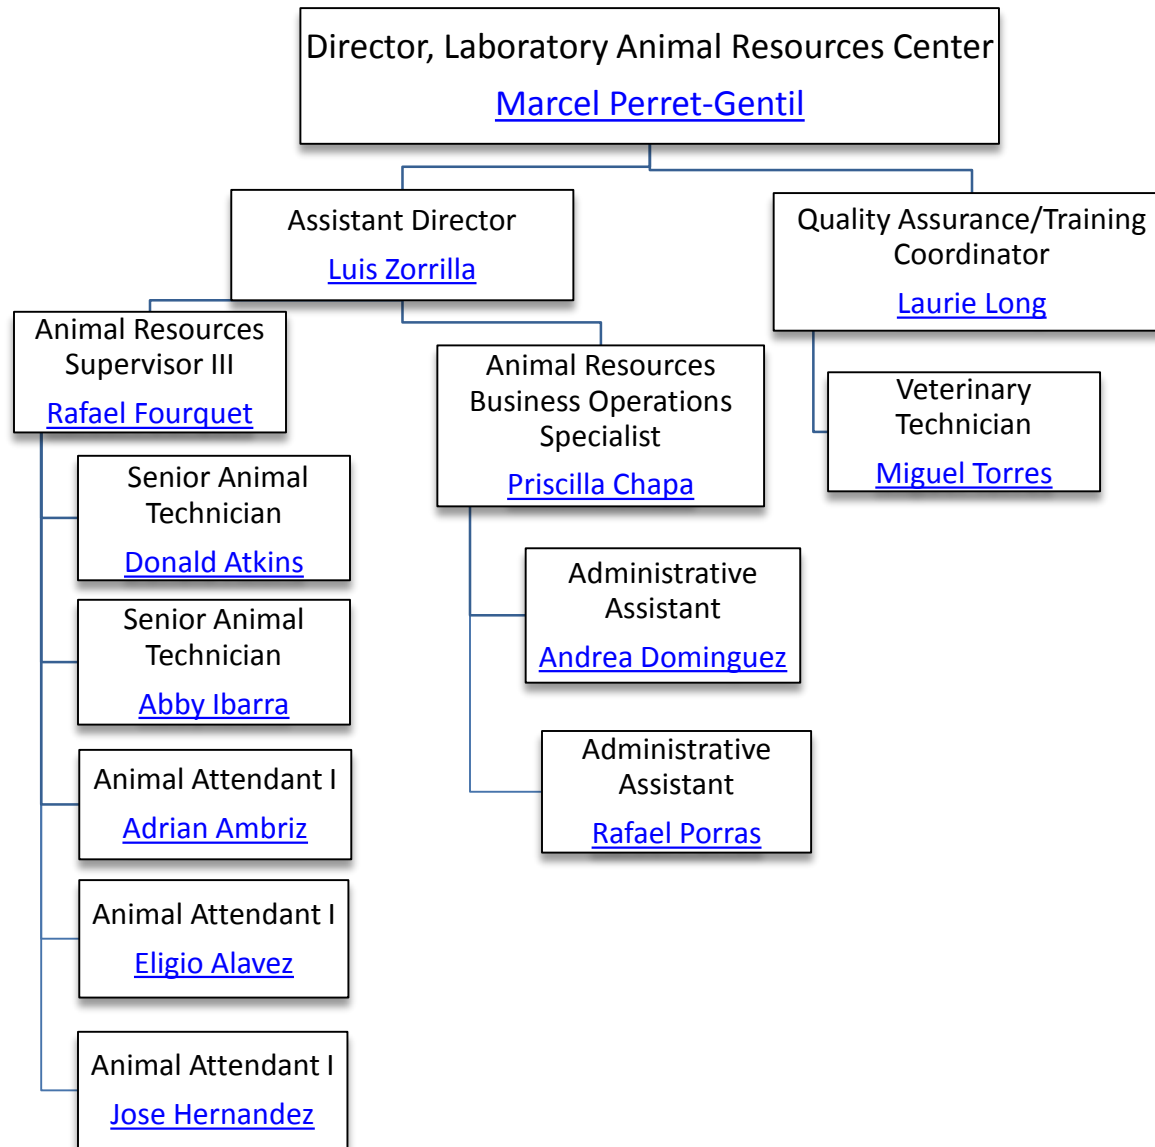 Director, Laboratory Animal Resources Center
Marcel Perret-Gentil
Assistant Director
Luis Zorrilla
Quality Assurance/Training
Coordinator
Laurie Long
Animal Resources
Supervisor III
Rafael Fourquet
Animal Resources
Business Operations
Specialist
Priscilla Chapa
Veterinary
Technician
Miguel Torres
Senior Animal
Technician
Donald Atkins
Senior Animal
Technician
Abby Ibarra
Administrative
Assistant
Andrea Dominguez
Animal Attendant I
Adrian Ambriz
Administrative
Assistant
Rafael Porras
Animal Attendant I
Eligio Alavez
Animal Attendant I
Jose Hernandez